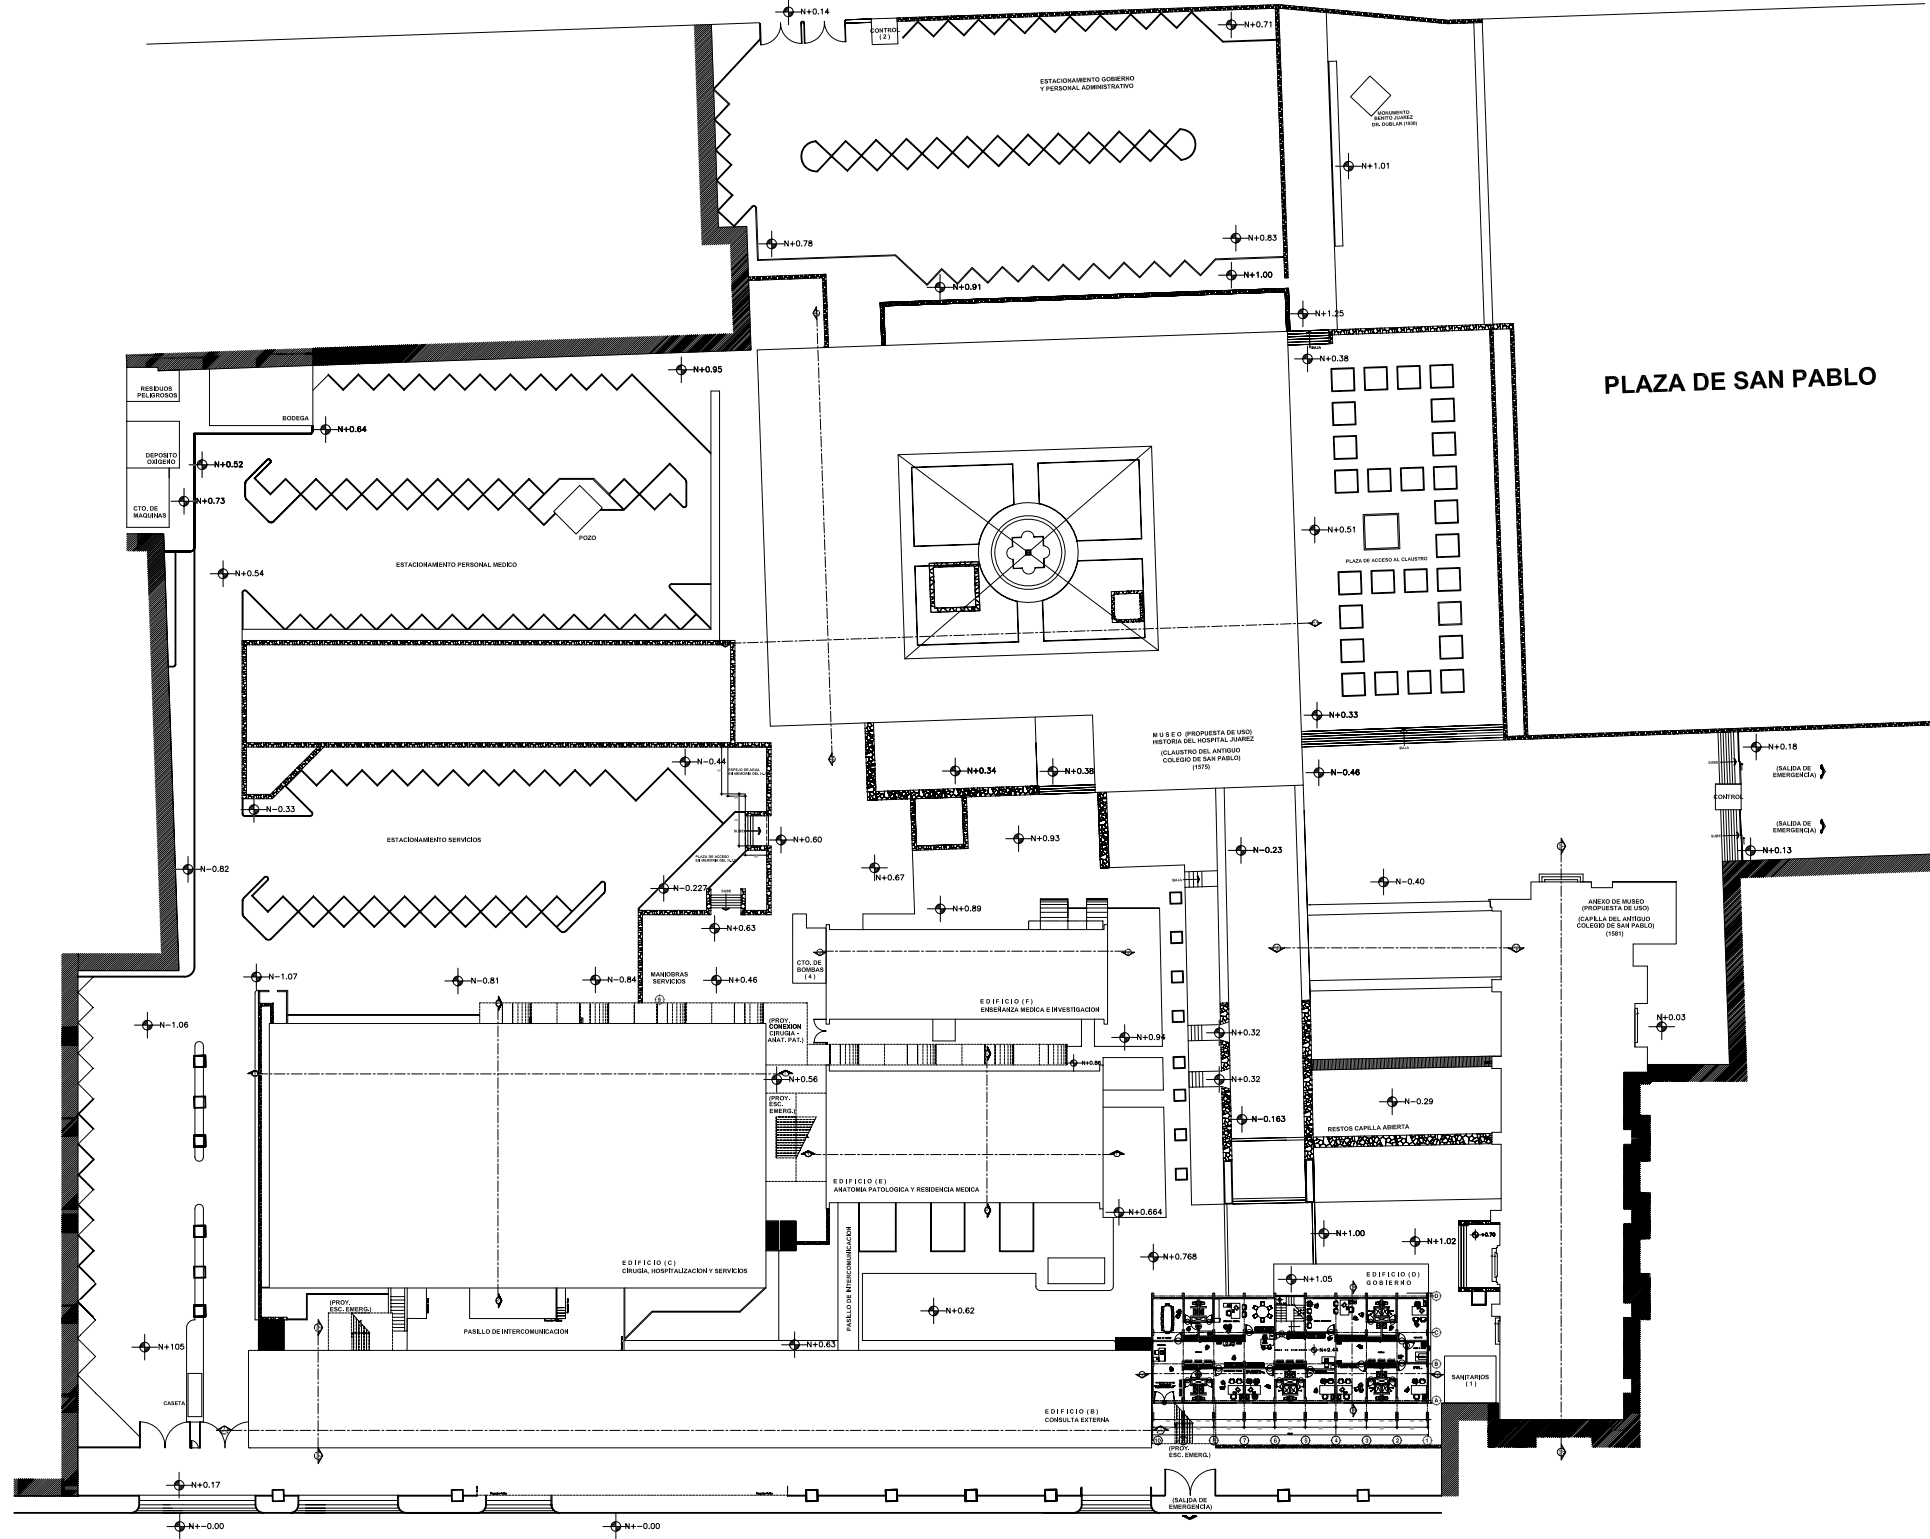 N+0.14
CONTROL
( 2 )
N+0.71
ESTACIONAMIENTO GOBIERNO
Y PERSONAL ADMINISTRATIVO
MONUMENTO
BENITO JUAREZ
N+1.01
N+0.78
N+0.83
N+1.00
N+0.91
N+1.25
BAJA
N+0.38
PLAZA DE SAN PABLO
N+0.95
RESIDUOS
PELIGROSOS
BODEGA
N+0.64
DEPOSITO
OXIGENO
N+0.52
N+0.73
CTO. DE
MAQUINAS
POZO
N+0.51
PLAZA DE ACCESO AL CLAUSTRO
ESTACIONAMIENTO PERSONAL MEDICO
N+0.54
N+0.33
M U S E O (PROPUESTA DE USO)
HISTORIA DEL HOSPITAL JUAREZ
(CLAUSTRO DEL ANTIGUO
COLEGIO DE SAN PABLO)
(1575)
BAJA
N+0.18
N-0.44
N+0.34
N+0.38
N-0.46
SUBE
(SALIDA DE
EMERGENCIA)
CONTROL
N-0.33
(SALIDA DE
EMERGENCIA)
SUBE
SUBE
ESTACIONAMIENTO SERVICIOS
N+0.60
N+0.93
N-0.23
N+0.13
N-0.82
N+0.67
BAJA
N-0.40
N-0.227
SUBE
N+0.89
ANEXO DE MUSEO
(PROPUESTA DE USO)
(CAPILLA DEL ANTIGUO
COLEGIO DE SAN PABLO)
(1581)
N+0.63
N-1.07
N-0.81
N-0.84
MANIOBRAS
SERVICIOS
N+0.46
CTO. DE
BOMBAS
( 4 )
E D I F I C I O ( F )
ENSEÑANZA MEDICA E INVESTIGACION
N-1.06
(PROY.
CONEXION
CIRUGIA -
ANAT. PAT.)
N+0.94
N+0.32
N+0.03
N+0.56
N+0.32
(PROY.
ESC.
EMERG.)
N-0.29
N-0.163
RESTOS CAPILLA ABIERTA
E D I F I C I O ( E )
ANATOMIA PATOLOGICA Y RESIDENCIA MEDICA
N+0.664
N+1.00
N+1.02
N+0.768
E D I F I C I O ( C )
CIRUGIA, HOSPITALIZACION Y SERVICIOS
PASILLO DE INTERCOMUNICACION
N+1.05
E D I F I C I O ( D )
G O B I E R N O
(PROY.
ESC. EMERG.)
N+0.62
PASILLO DE INTERCOMUNICACION
N+0.63
N+105
SANITARIOS
( 1 )
CASETA
E D I F I C I O ( B )
CONSULTA EXTERNA
(PROY.
ESC. EMERG.)
N+0.17
(SALIDA DE
EMERGENCIA)
N+-0.00
N+-0.00